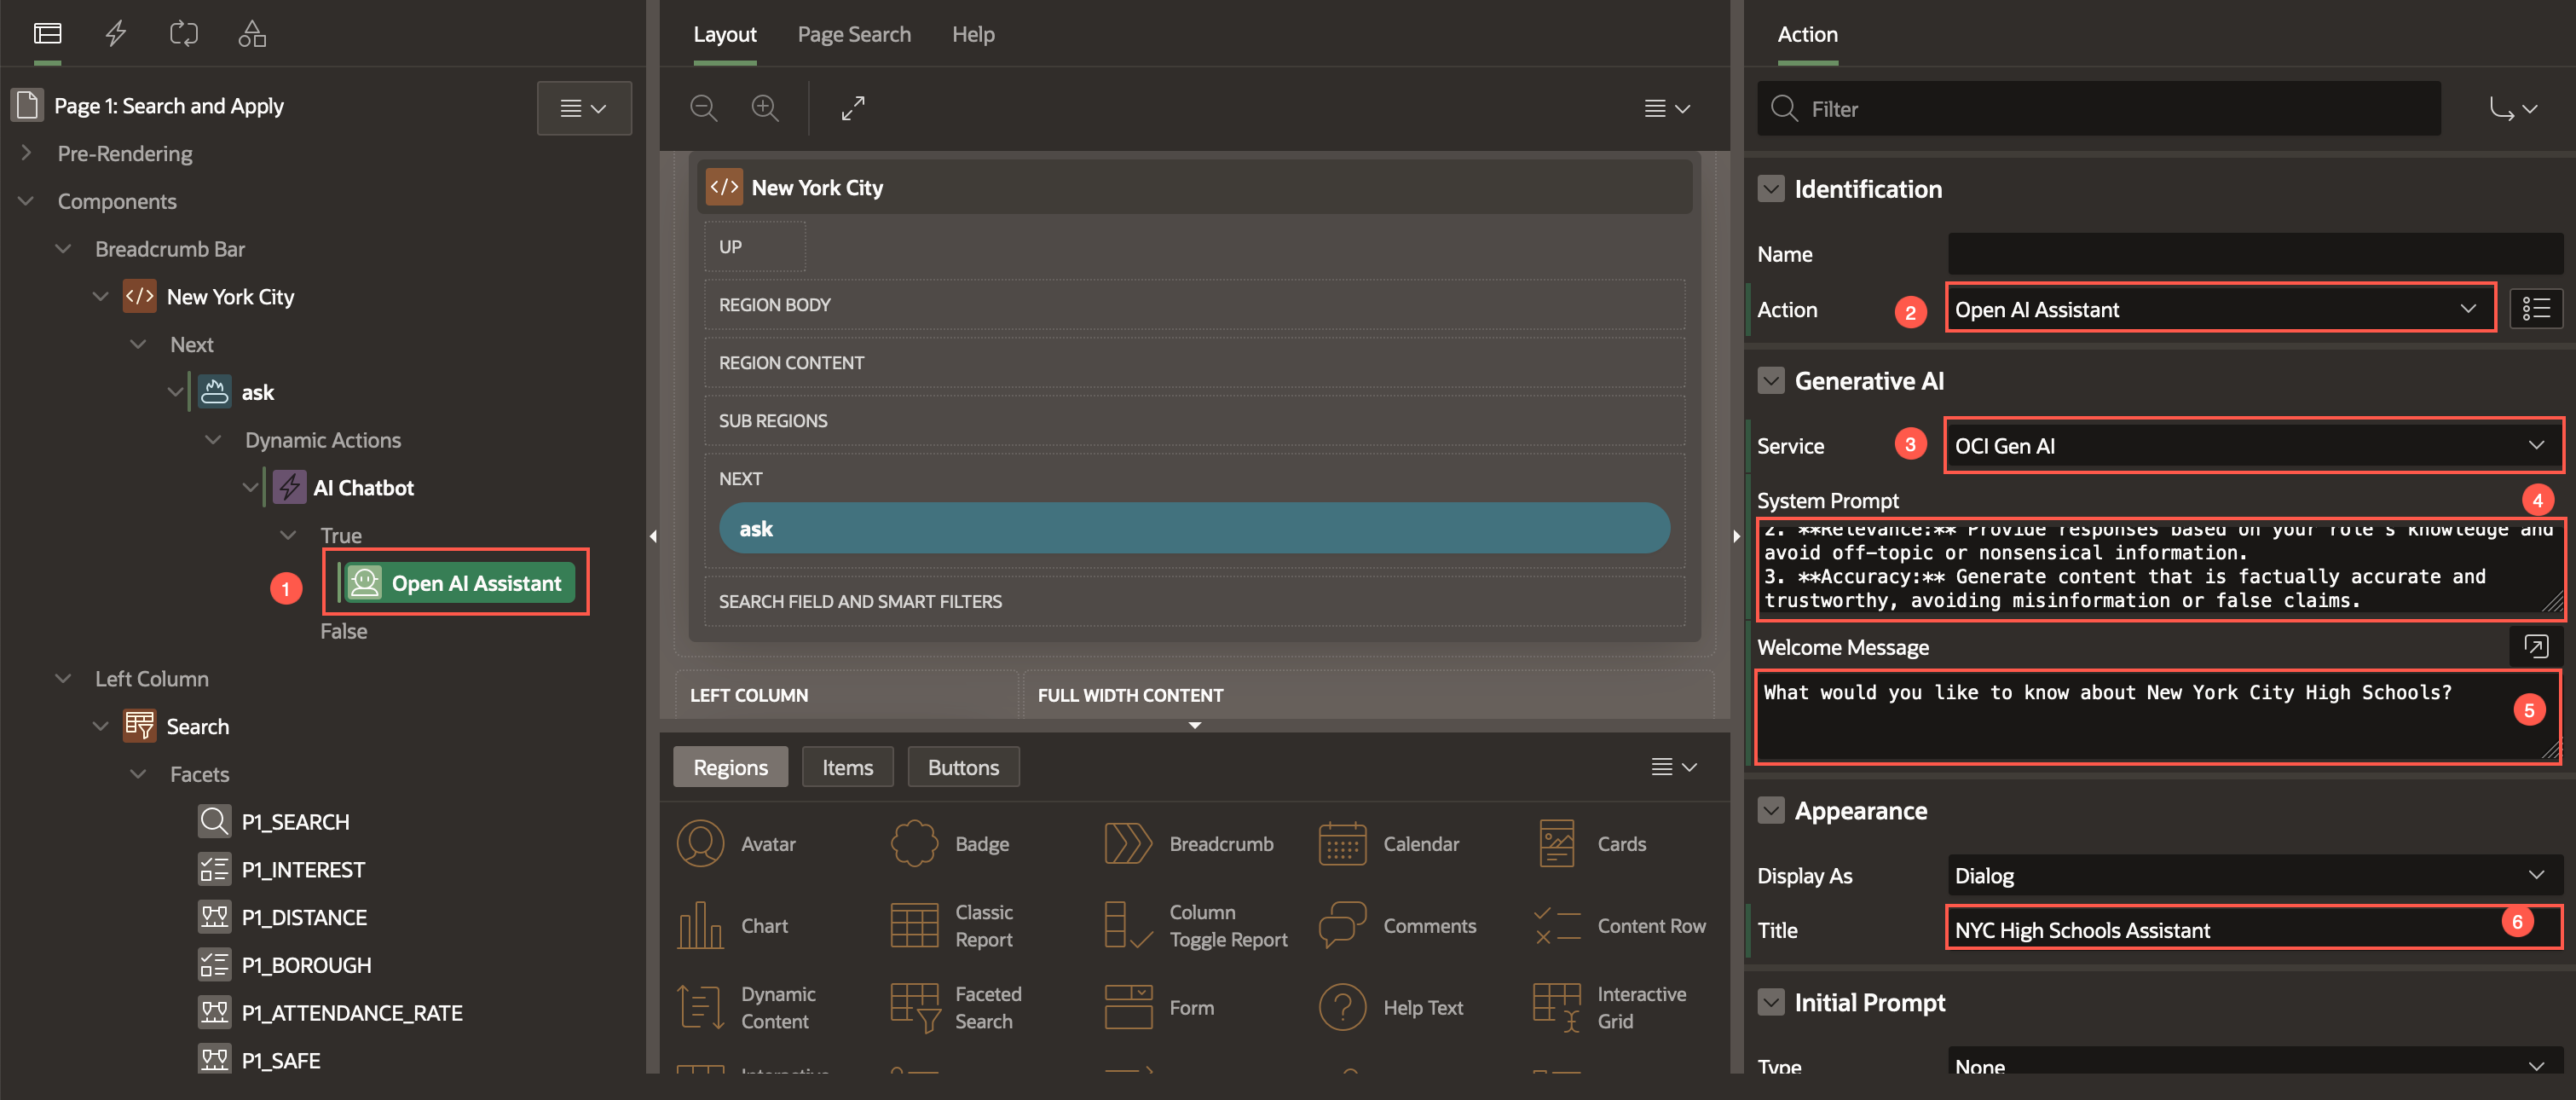 Page 1: Search and Apply
Pre-Rendering
Components
Breadcrumb Bar
New York City
Next
ask
Dynamic Actions
AI Chatbot
True
1
Open AI Assistant
False
Left Column
Search
Facets
P1_SEARCH
P1_INTEREST
P1_DISTANCE
P1_BOROUGH
P1_ATTENDANCE_RATE
P1_SAFE
Layout Page Search Help
New York City
UP
REGION BODY
REGION CONTENT
SUB REGIONS
NEXT
ask
SEARCH FIELD AND SMART FILTERS
LEFT COLUMN FULL WIDTH CONTENT
Regions Items Buttons
Avatar Badge Breadcrumb Calendar Cards
Chart Classic Report Column Toggle Report Comments Content Row
Dynamic Content Faceted Search Form Help Text Interactive Grid
Interactive
Action
Filter
Identification
Name
Action 2 Open AI Assistant
Generative AI
Service 3 OCI Gen AI
System Prompt 4
2. **Relevance:** Provide responses based on your role's knowledge and
avoid off-topic or nonsensical information.
3. **Accuracy:** Generate content that is factually accurate and
trustworthy, avoiding misinformation or false claims.
Welcome Message
What would you like to know about New York City High Schools?
5
Appearance
Display As Dialog
Title NYC High Schools Assistant 6
Initial Prompt
Type None